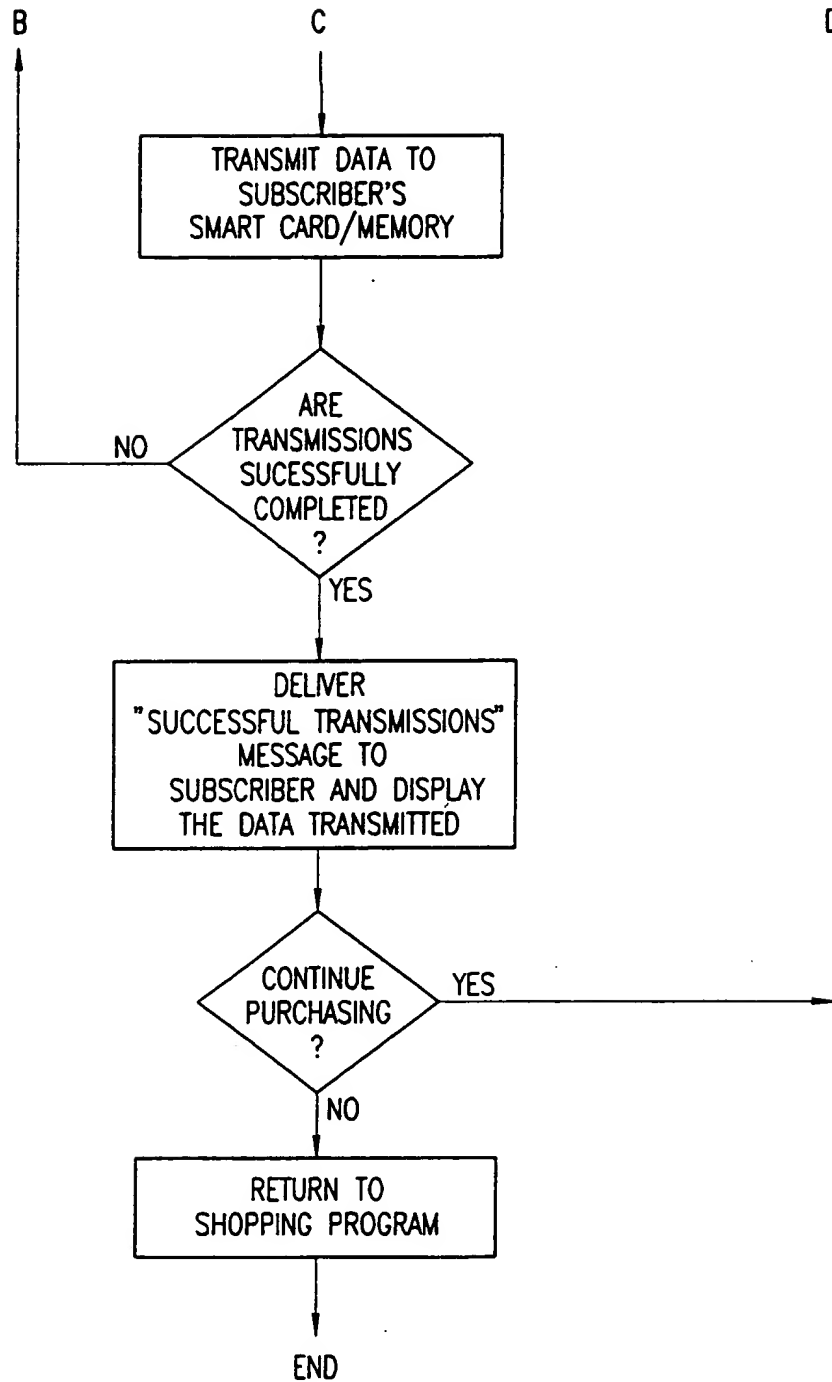 B
C
TRANSMIT DATA TO
SUBSCRIBER'S
SMART CARD/MEMORY
ARE
TRANSMISSIONS
SUCESSFULLY
COMPLETED
?
NO
YES
DELIVER
"SUCCESSFUL TRANSMISSIONS"
MESSAGE TO
SUBSCRIBER AND DISPLAY
THE DATA TRANSMITTED
CONTINUE
PURCHASING
?
YES
NO
RETURN TO
SHOPPING PROGRAM
END